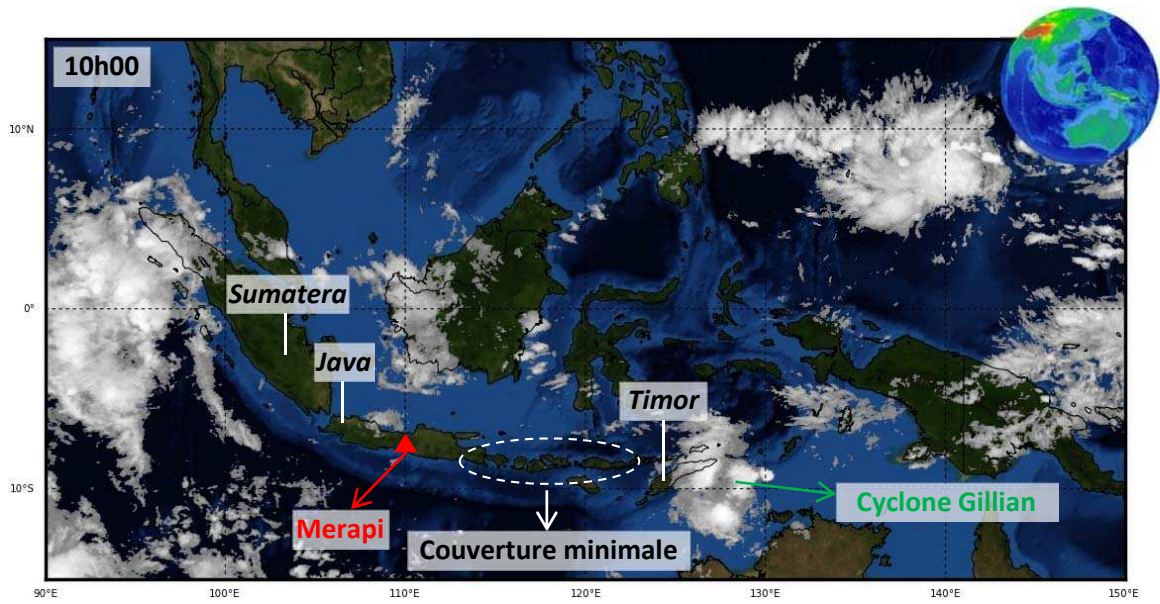 10h00
10°N
Sumatera
0°
Java
Timor
10°S
Cyclone Gillian
Merapi
Couverture minimale
90°E
100°E
110°E
120°E
130°E
140°E
150°E